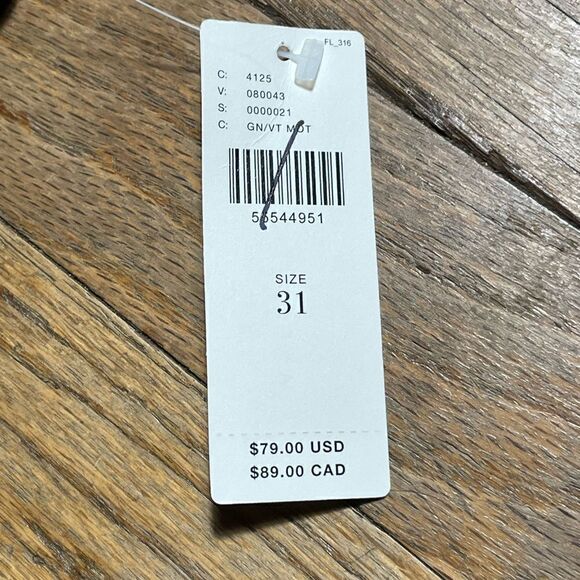 FL_316
C: 4125
V: 080043
S: 0000021
C: GN/VT MOT
55544951
SIZE
31
$79.00 USD
$89.00 CAD